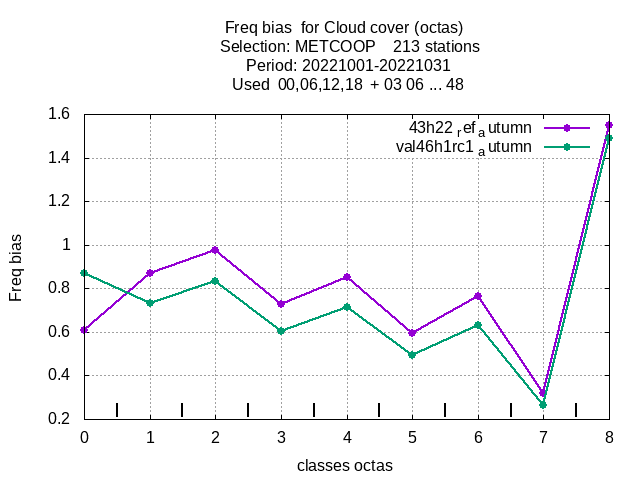 Freq bias  for Cloud cover (octas)
Selection: METCOOP    213 stations
Period: 20221001-20221031
Used  00,06,12,18  + 03 06 ... 48
43h22_refautumn
val46h1rc1autumn
1.6
1.4
1.2
1
0.8
0.6
0.4
0.2
Freq bias
0 1 2 3 4 5 6 7 8
classes octas